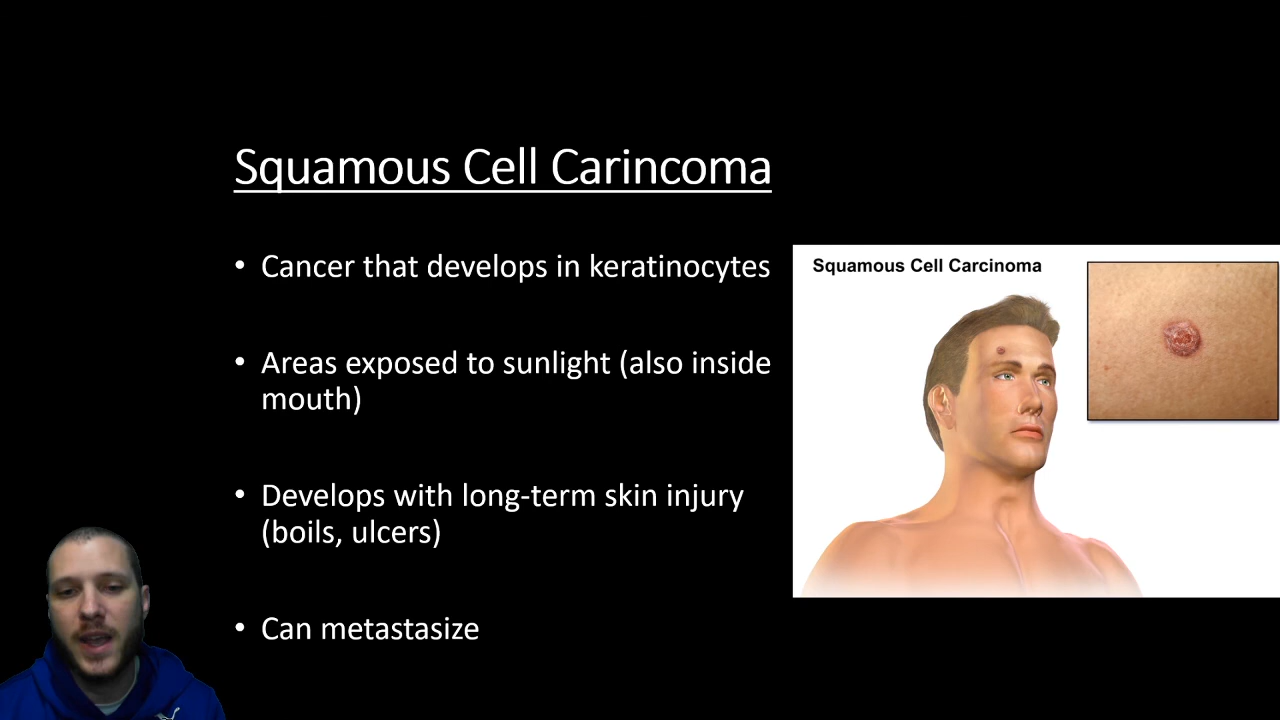 Squamous Cell Carincoma
• Cancer that develops in keratinocytes
• Areas exposed to sunlight (also inside
mouth)
• Develops with long-term skin injury
(boils, ulcers)
• Can metastasize
Squamous Cell Carcinoma